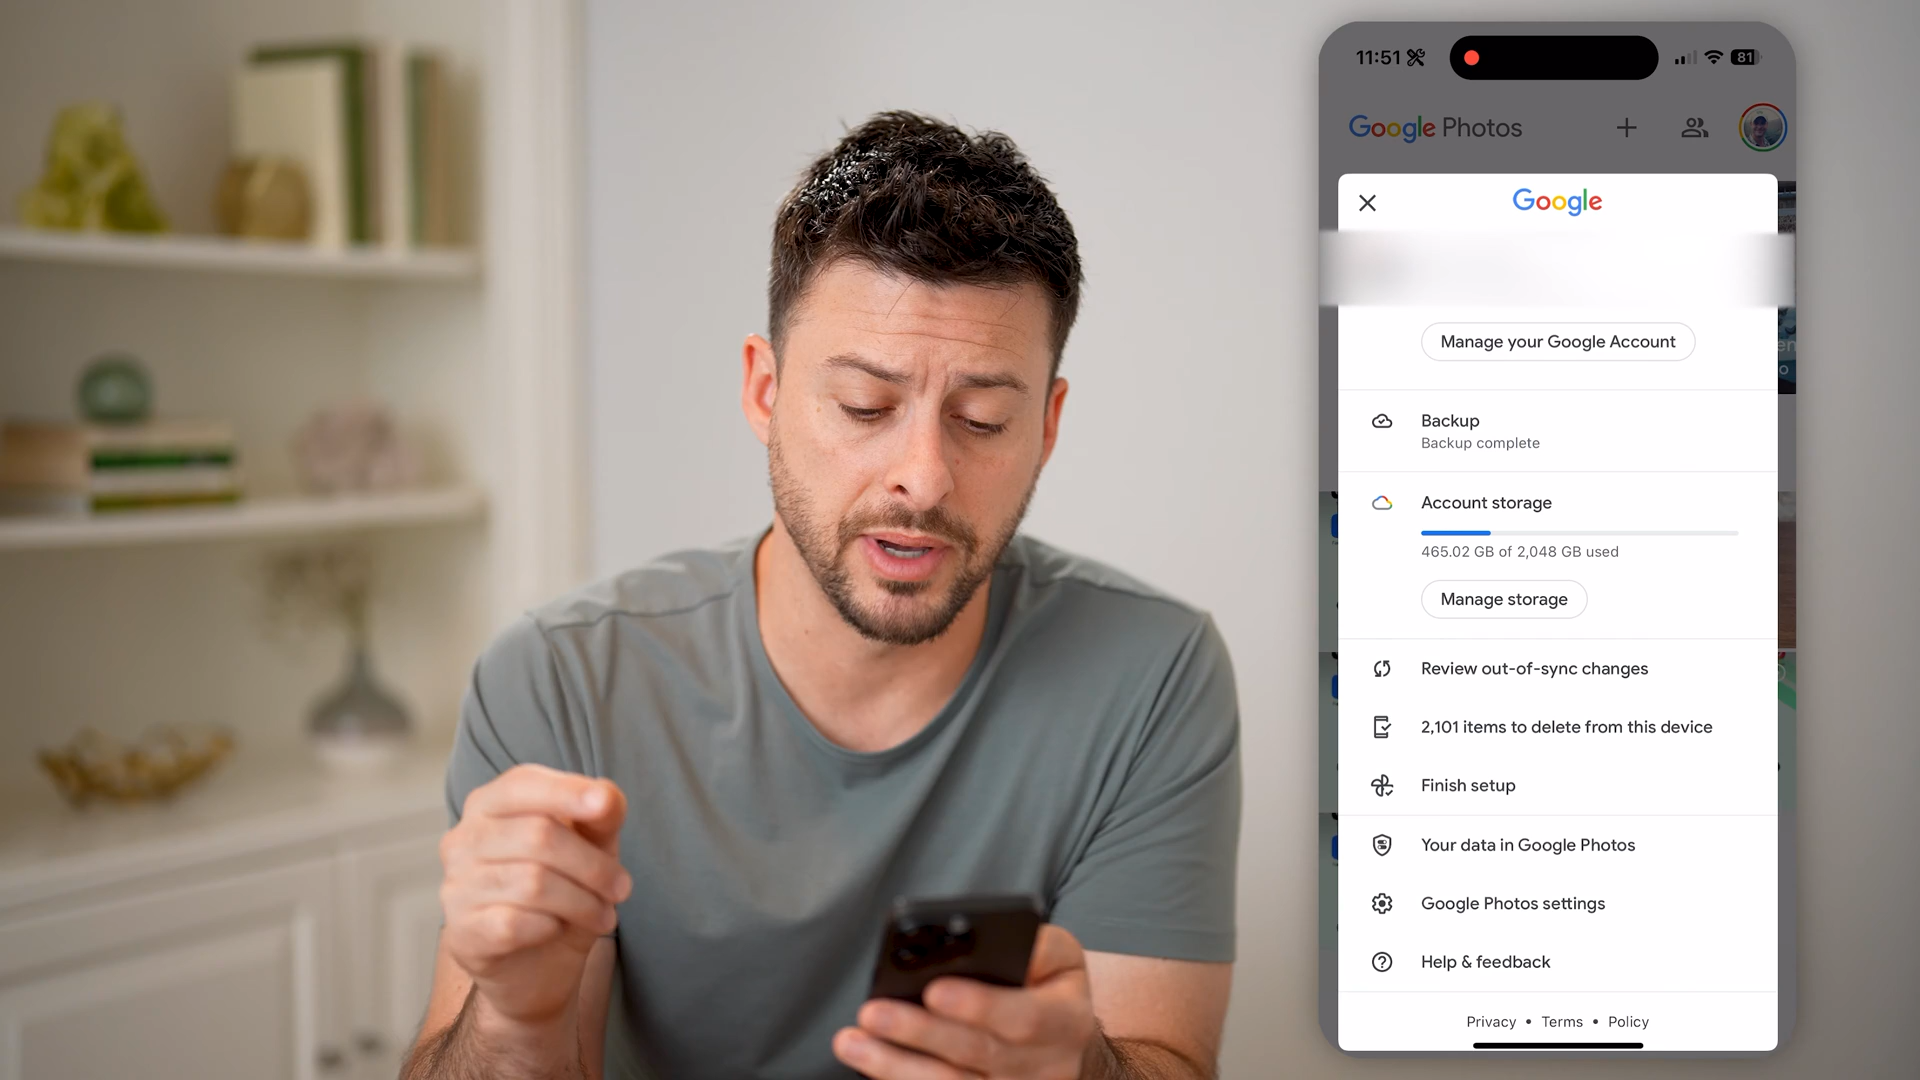 11:51
81
Google Photos
Google
Manage your Google Account
Backup
Backup complete
Account storage
465.02 GB of 2,048 GB used
Manage storage
Review out-of-sync changes
2,101 items to delete from this device
Finish setup
Your data in Google Photos
Google Photos settings
Help & feedback
Privacy • Terms • Policy